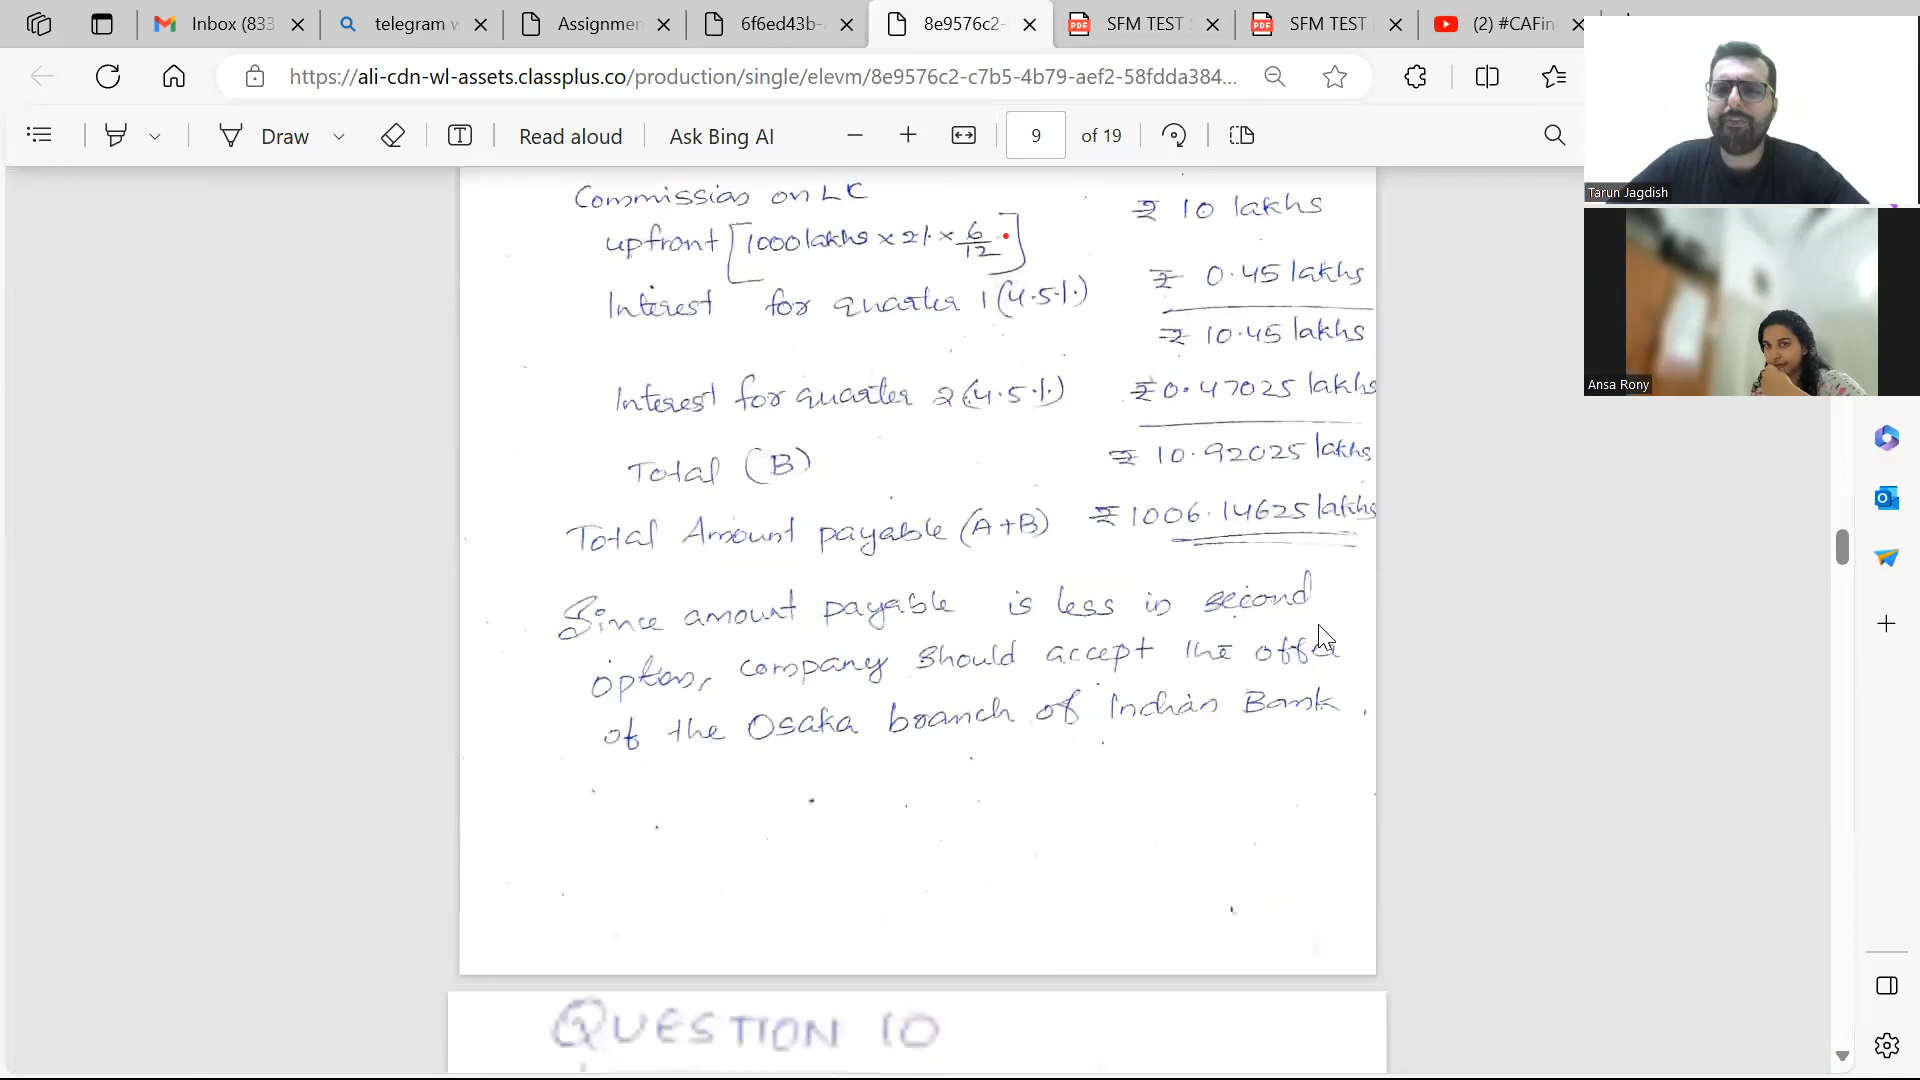 Inbox (833
telegram w
Assignmen
6f6ed43b-
8e9576c2-
SFM TEST S
SFM TEST
(2) #CAFin
https://ali-cdn-wl-assets.classplus.co/production/single/elevm/8e9576c2-c7b5-4b79-aef2-58fdda384...
Draw
Read aloud
Ask Bing AI
9 of 19
Tarun Jagdish
Ansa Rony
Commission on LC
upfront [1000 lakhs × 2% × 6/12] ₹ 10 lakhs
Interest for quarter 1 (4.5%) ₹ 0.45 lakhs
₹ 10.45 lakhs
Interest for quarter 2 (4.5%) ₹ 0.47025 lakhs
Total (B) ₹ 10.92025 lakhs
Total Amount payable (A+B) ₹ 1006.14625 lakhs
Since amount payable is less in second
option, company should accept the offer
of the Osaka branch of Indian Bank.
QUESTION 10